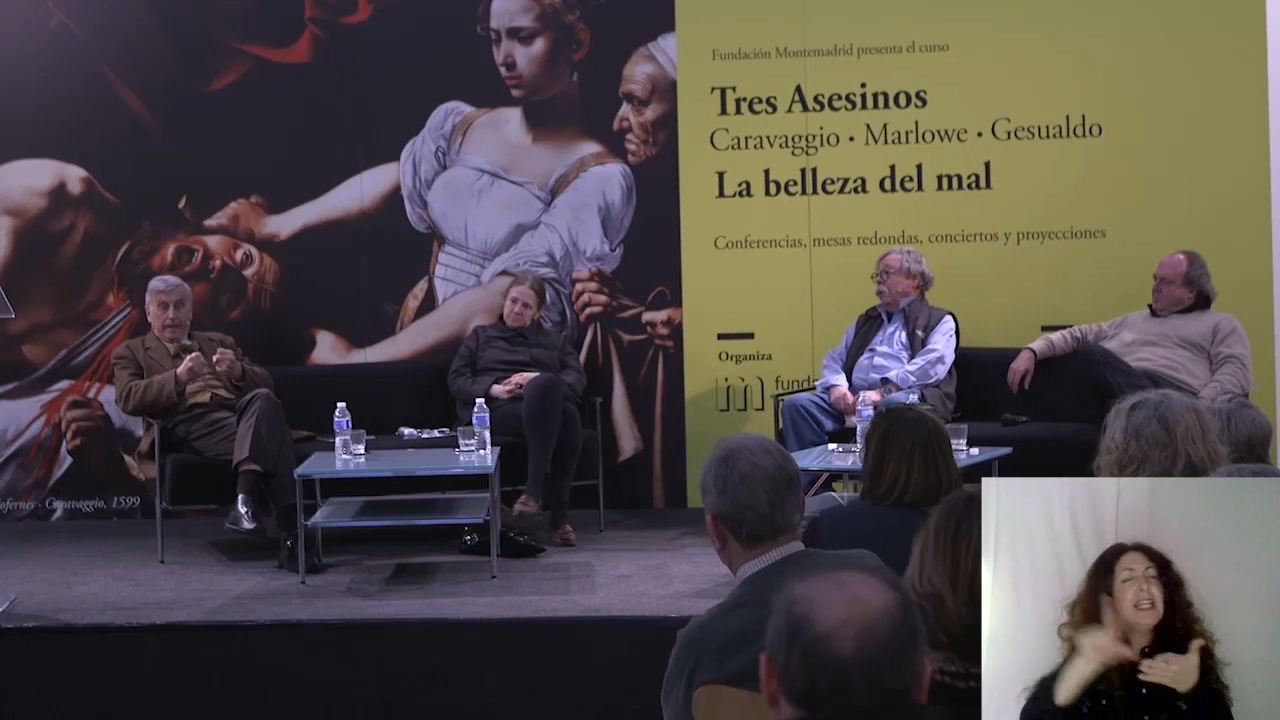 Fundación Montemadrid presenta el curso
Tres Asesinos
Caravaggio · Marlowe · Gesualdo
La belleza del mal
Conferencias, mesas redondas, conciertos y proyecciones
Organiza
m
Caravaggio, 1599